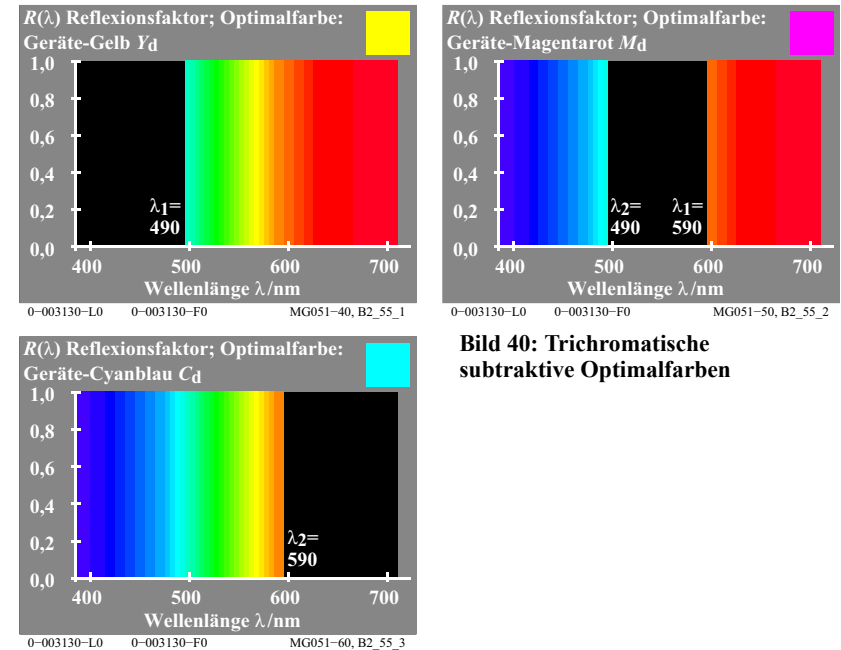 R(λ) Reflexionsfaktor; Optimalfarbe:
Geräte-Gelb Yd
1,0
0,8
0,6
0,4
0,2
0,0
λ1=
490
400 500 600 700
Wellenlänge λ/nm
0−003130−L0 0−003130−F0 MG051−40, B2_55_1
R(λ) Reflexionsfaktor; Optimalfarbe:
Geräte-Magentarot Md
1,0
0,8
0,6
0,4
0,2
0,0
λ2= λ1=
490 590
400 500 600 700
Wellenlänge λ/nm
0−003130−L0 0−003130−F0 MG051−50, B2_55_2
R(λ) Reflexionsfaktor; Optimalfarbe:
Geräte-Cyanblau Cd
1,0
0,8
0,6
0,4
0,2
0,0
λ2=
590
400 500 600 700
Wellenlänge λ/nm
0−003130−L0 0−003130−F0 MG051−60, B2_55_3
Bild 40: Trichromatische
subtraktive Optimalfarben